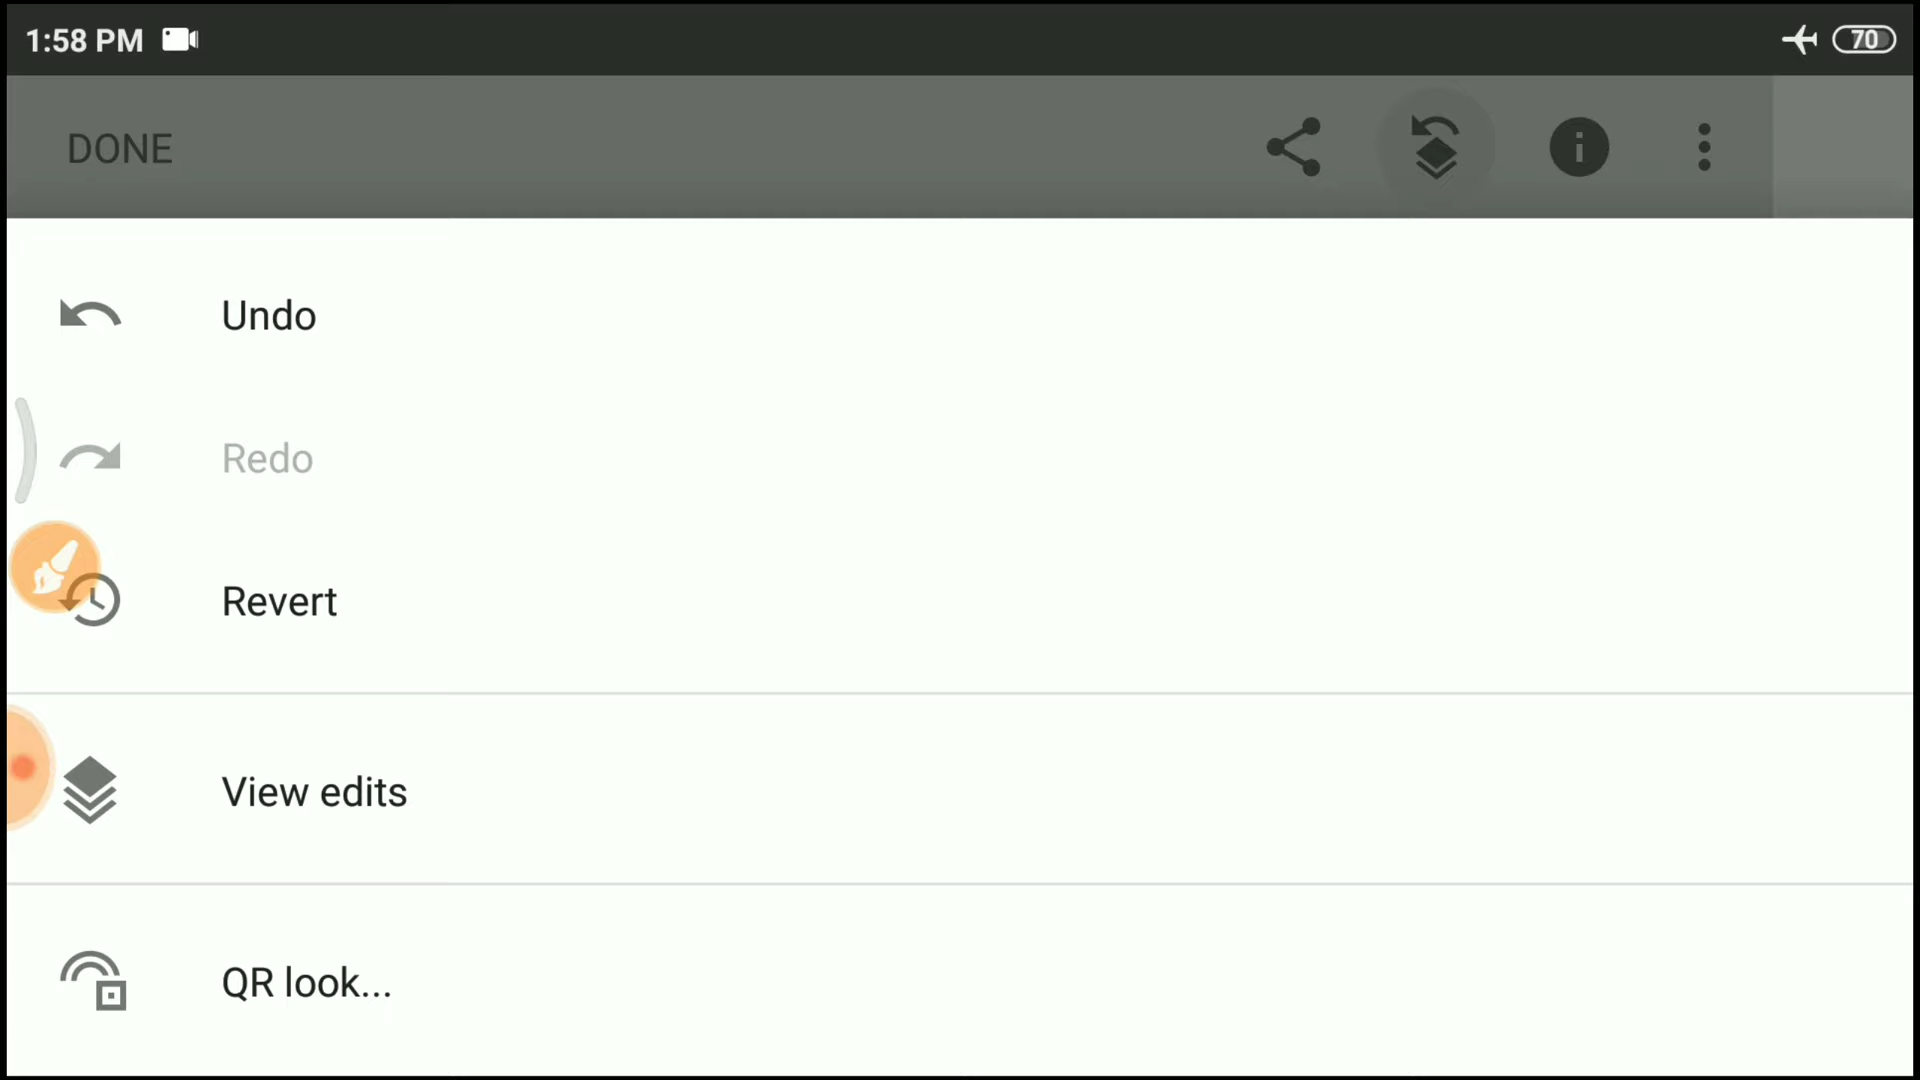 1:58 PM
70
DONE
Undo
Redo
Revert
View edits
QR look...